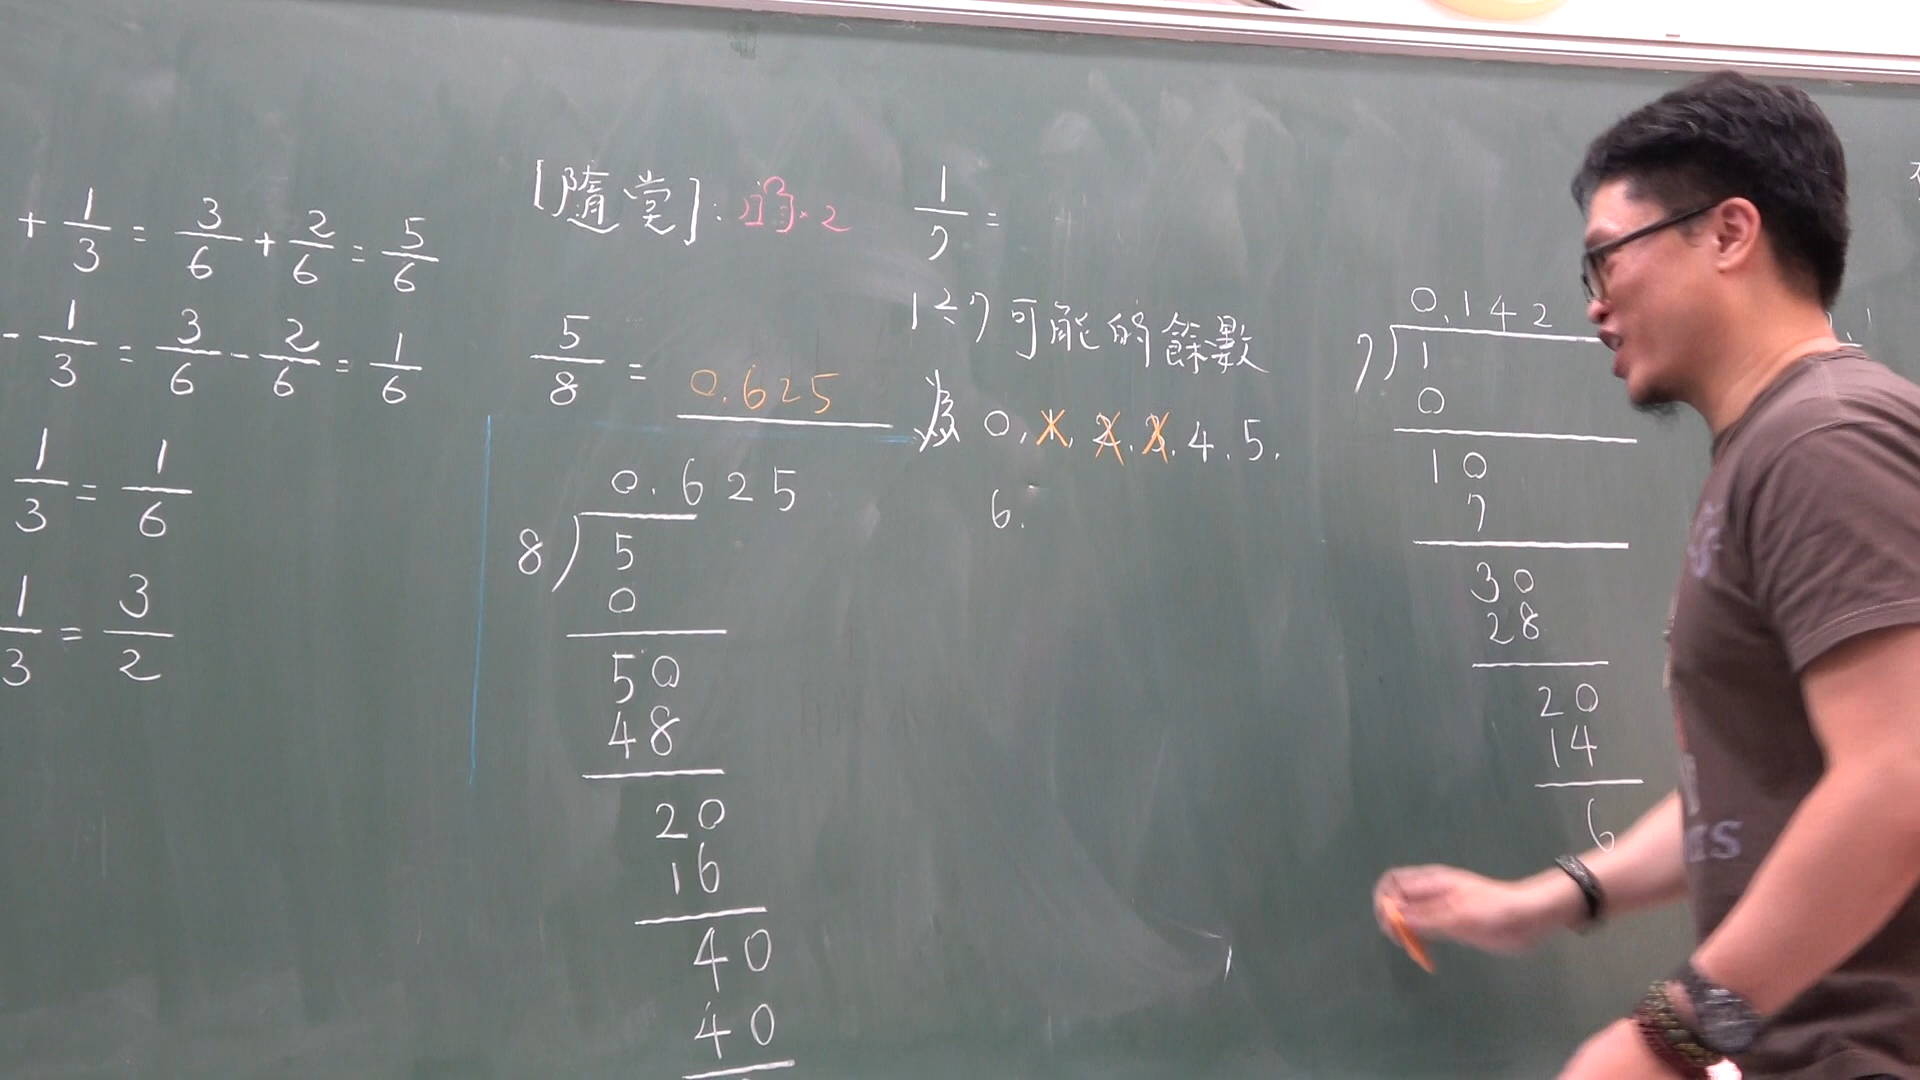 + 1/3 = 3/6 + 2/6 = 5/6
- 1/3 = 3/6 - 2/6 = 1/6
1/3 = 1/6
1/3 = 3/2
[隨堂]:
2
5/8 = 0.625
0.625
8)5
0
50
48
20
16
40
40
1/7 =
1÷7可能的餘數
為 0,1,2,3,4,5,
6.
0.142
7)1
0
10
7
30
28
20
14
6